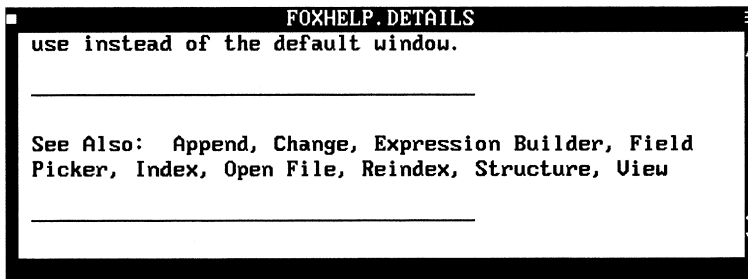 FOXHELP.DETAILS
use instead of the default window.
See Also: Append, Change, Expression Builder, Field
Picker, Index, Open File, Reindex, Structure, View